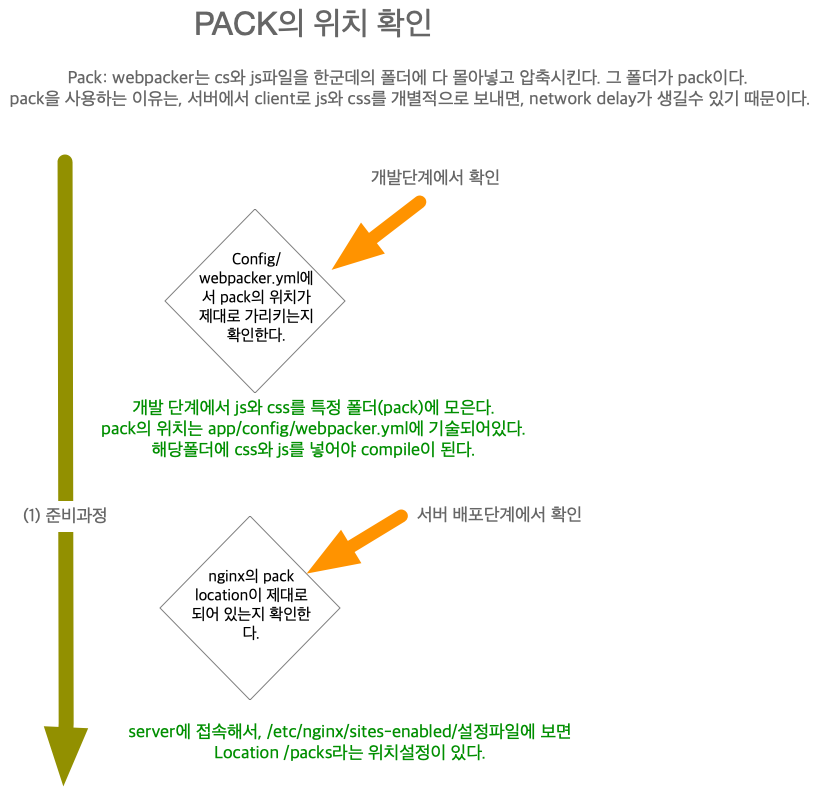 PACK의 위치 확인
Pack: webpacker는 cs와 js파일을 한군데의 폴더에 다 몰아넣고 압축시킨다. 그 폴더가 pack이다.
pack을 사용하는 이유는, 서버에서 client로 js와 css를 개별적으로 보내면, network delay가 생길수 있기 때문이다.
개발단계에서 확인
Config/
webpacker.yml에
서 pack의 위치가
제대로 가리키는지
확인한다.
개발 단계에서 js와 css를 특정 폴더(pack)에 모은다.
pack의 위치는 app/config/webpacker.yml에 기술되어있다.
해당폴더에 css와 js를 넣어야 compile이 된다.
(1) 준비과정
서버 배포단계에서 확인
nginx의 pack
location이 제대로
되어 있는지 확인한
다.
server에 접속해서, /etc/nginx/sites-enabled/설정파일에 보면
Location /packs라는 위치설정이 있다.